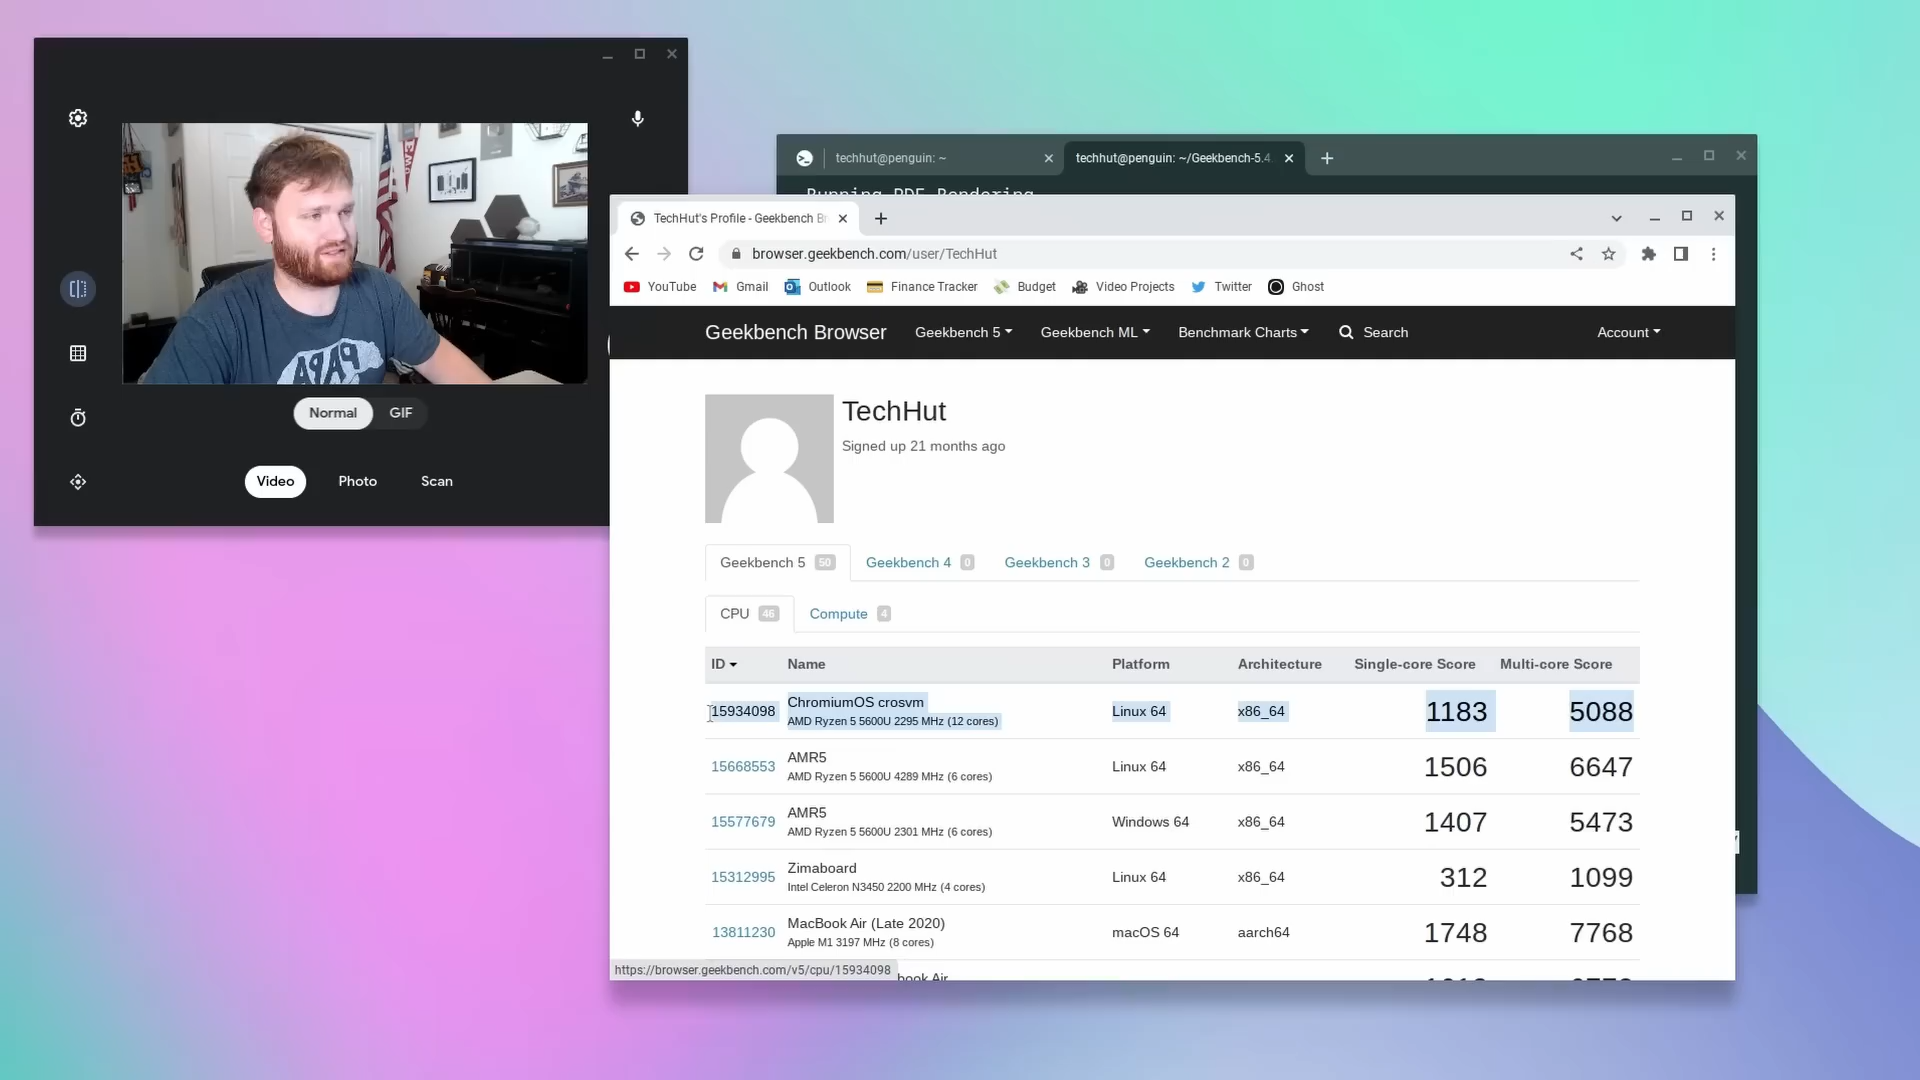 Normal GIF
Video Photo Scan
techhut@penguin: ~
techhut@penguin: ~/Geekbench-5.4
Running PDF Rendering
TechHut's Profile - Geekbench B
browser.geekbench.com/user/TechHut
YouTube Gmail Outlook Finance Tracker Budget Video Projects Twitter Ghost
Geekbench Browser Geekbench 5 Geekbench ML Benchmark Charts Search Account
TechHut
Signed up 21 months ago
Geekbench 5 50 Geekbench 4 0 Geekbench 3 0 Geekbench 2 0
CPU 46 Compute 4
ID Name Platform Architecture Single-core Score Multi-core Score
15934098 ChromiumOS crosvm Linux 64 x86_64 1183 5088
AMD Ryzen 5 5600U 2295 MHz (12 cores)
15668553 AMR5 Linux 64 x86_64 1506 6647
AMD Ryzen 5 5600U 4289 MHz (6 cores)
15577679 AMR5 Windows 64 x86_64 1407 5473
AMD Ryzen 5 5600U 2301 MHz (6 cores)
15312995 Zimaboard Linux 64 x86_64 312 1099
Intel Celeron N3450 2200 MHz (4 cores)
13811230 MacBook Air (Late 2020) macOS 64 aarch64 1748 7768
Apple M1 3197 MHz (8 cores)
https://browser.geekbench.com/v5/cpu/15934098